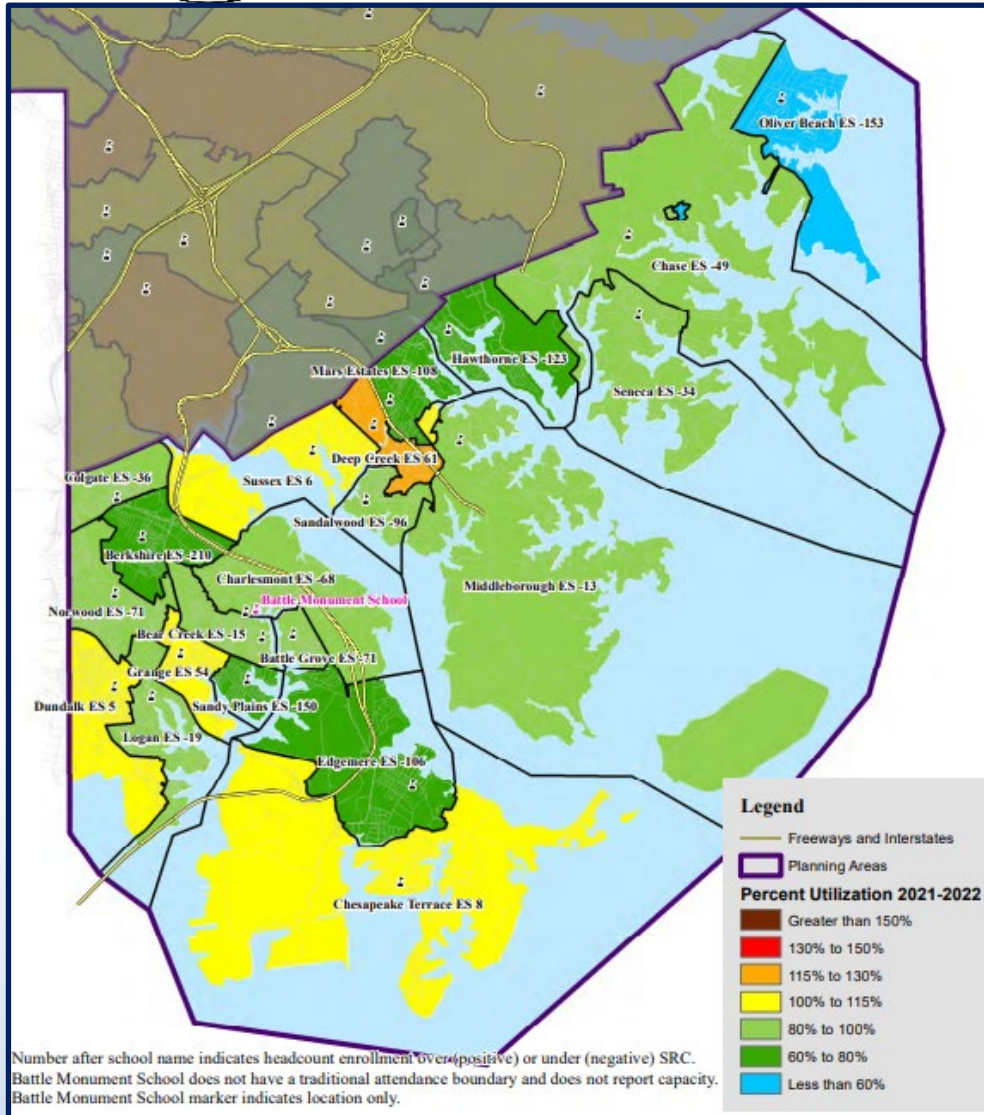 Oliver Beach ES -153
Chase ES -49
Hawthorne ES -123
Mars Estates ES -108
Seneca ES -34
Deep Creek ES 61
Colgate ES -36
Sussex ES 6
Sandalwood ES -96
Berkshire ES -210
Charlesmont ES -68
Middleborough ES -13
Battle Monument School
Norwood ES -71
Bear Creek ES -15
Battle Grove ES -71
Grange ES 54
Sandy Plains ES -150
Dundalk ES 5
Logan ES -19
Edgemere ES -106
Chesapeake Terrace ES 8
Legend
Freeways and Interstates
Planning Areas
Percent Utilization 2021-2022
Greater than 150%
130% to 150%
115% to 130%
100% to 115%
80% to 100%
60% to 80%
Less than 60%
Number after school name indicates headcount enrollment over (positive) or under (negative) SRC.
Battle Monument School does not have a traditional attendance boundary and does not report capacity.
Battle Monument School marker indicates location only.